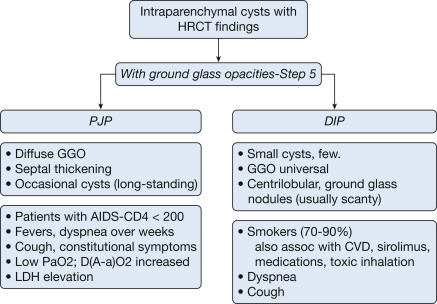 Intraparenchymal cysts with
HRCT findings
With ground glass opacities-Step 5
PJP
• Diffuse GGO
• Septal thickening
• Occasional cysts (long-standing)
• Patients with AIDS-CD4 < 200
• Fevers, dyspnea over weeks
• Cough, constitutional symptoms
• Low PaO2; D(A-a)O2 increased
• LDH elevation
DIP
• Small cysts, few.
• GGO universal
• Centrilobular, ground glass
nodules (usually scanty)
• Smokers (70-90%)
also assoc with CVD, sirolimus,
medications, toxic inhalation
• Dyspnea
• Cough